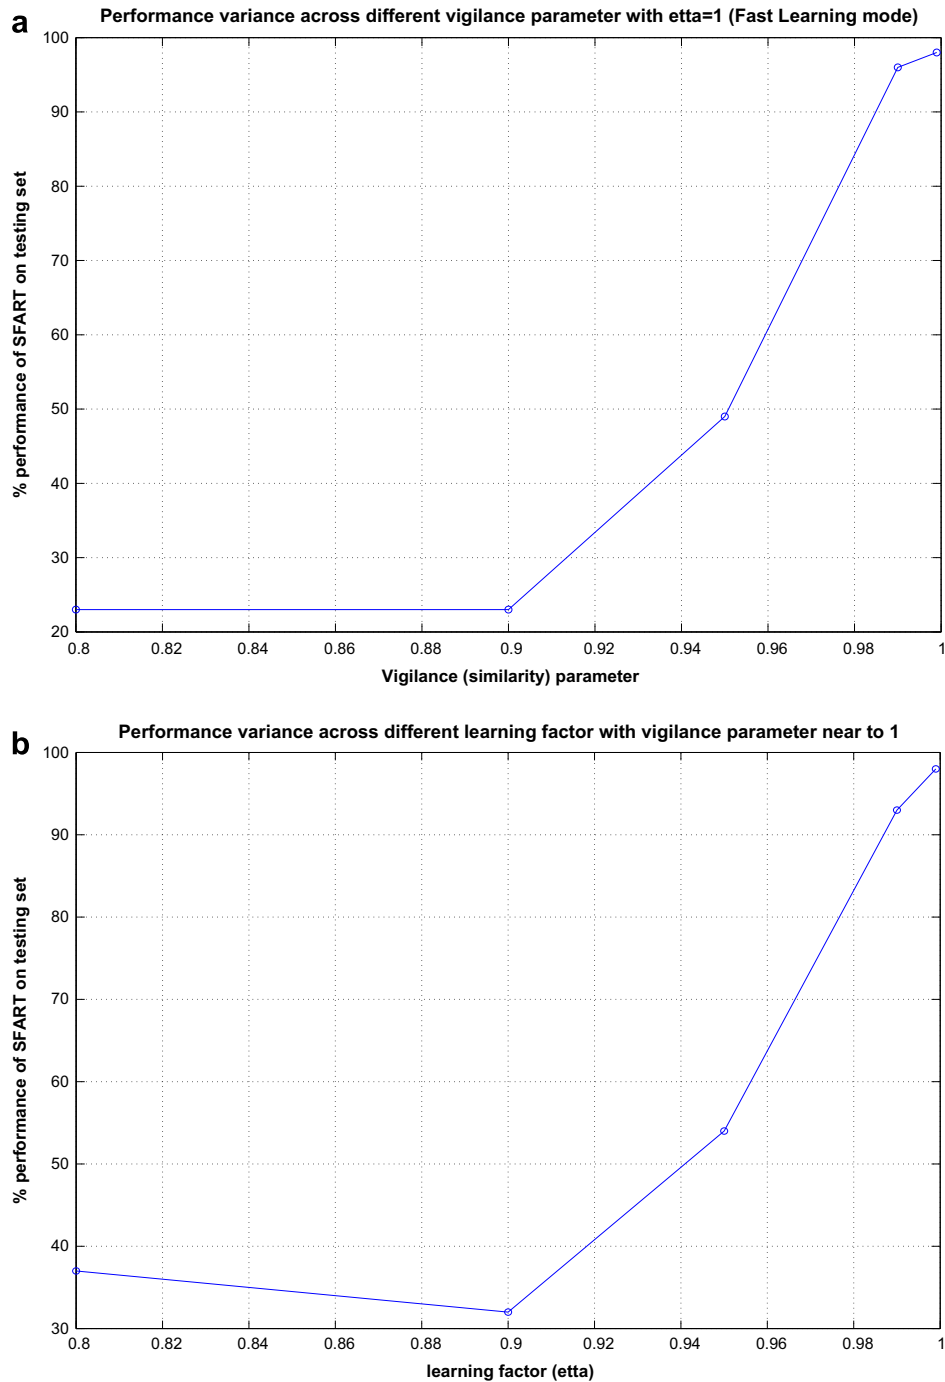 a
Performance variance across different vigilance parameter with etta=1 (Fast Learning mode)
100
90
80
70
60
50
40
30
20
% performance of SFART on testing set
0.8 0.82 0.84 0.86 0.88 0.9 0.92 0.94 0.96 0.98 1
Vigilance (similarity) parameter
b
Performance variance across different learning factor with vigilance parameter near to 1
100
90
80
70
60
50
40
30
% performance of SFART on testing set
0.8 0.82 0.84 0.86 0.88 0.9 0.92 0.94 0.96 0.98 1
learning factor (etta)